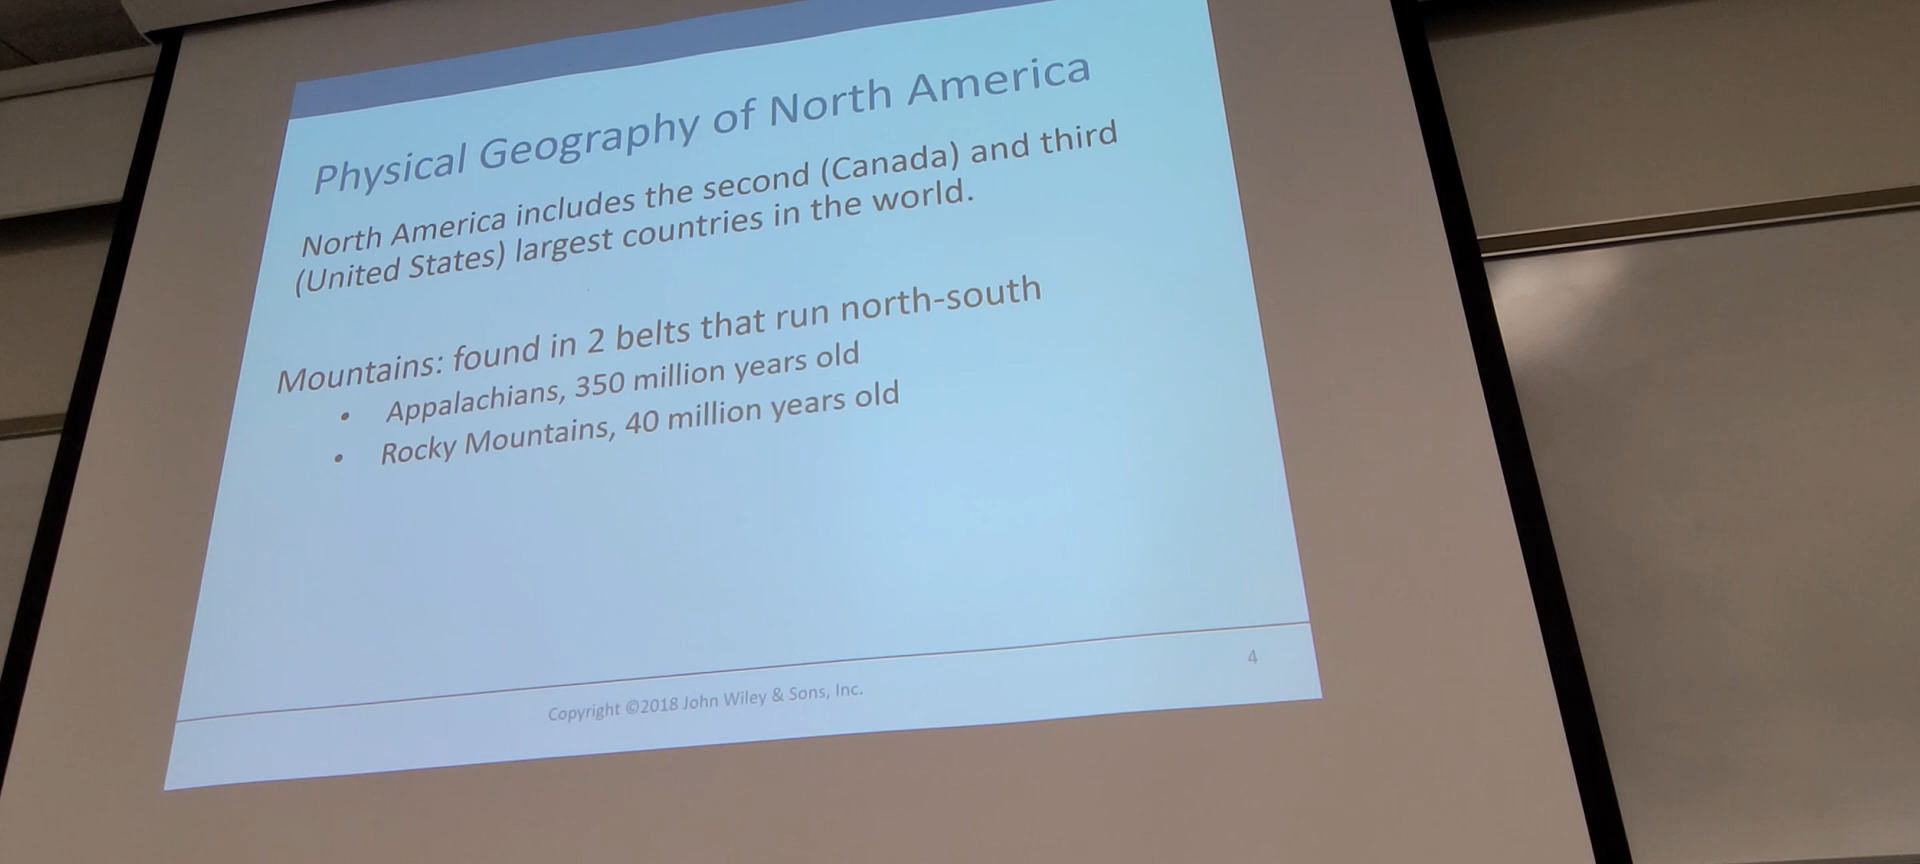 Physical Geography of North America
North America includes the second (Canada) and third
(United States) largest countries in the world.
Mountains: found in 2 belts that run north-south
• Appalachians, 350 million years old
• Rocky Mountains, 40 million years old
Copyright ©2018 John Wiley & Sons, Inc.
4